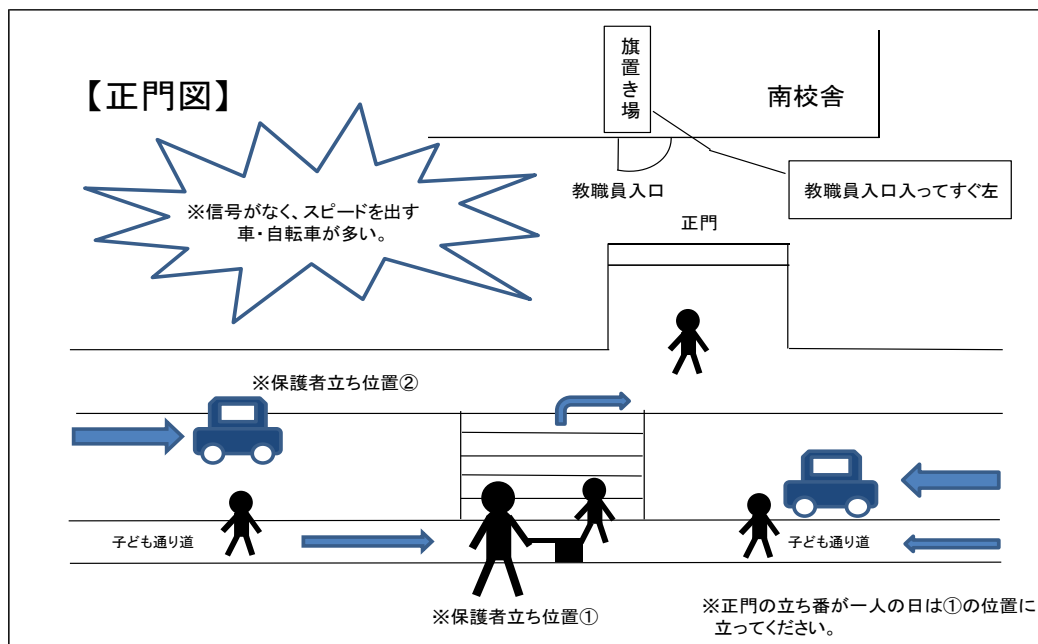 【正門図】
旗置き場
南校舎
教職員入口
教職員入口入ってすぐ左
※信号がなく、スピードを出す
車・自転車が多い。
正門
※保護者立ち位置②
子ども通り道
子ども通り道
※保護者立ち位置①
※正門の立ち番が一人の日は①の位置に
立ってください。